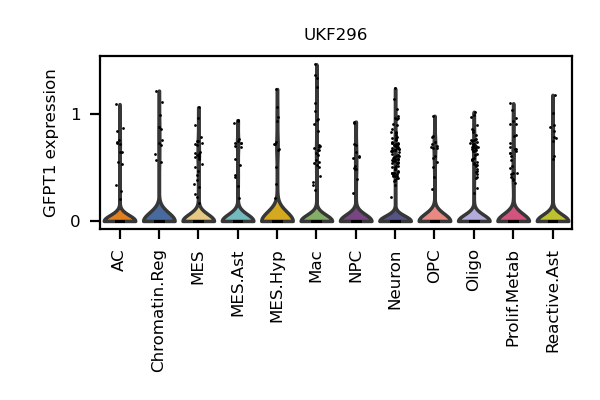 UKF296
GFPT1 expression
1
0
AC
Chromatin.Reg
MES
MES.Ast
MES.Hyp
Mac
NPC
Neuron
OPC
Oligo
Prolif.Metab
Reactive.Ast